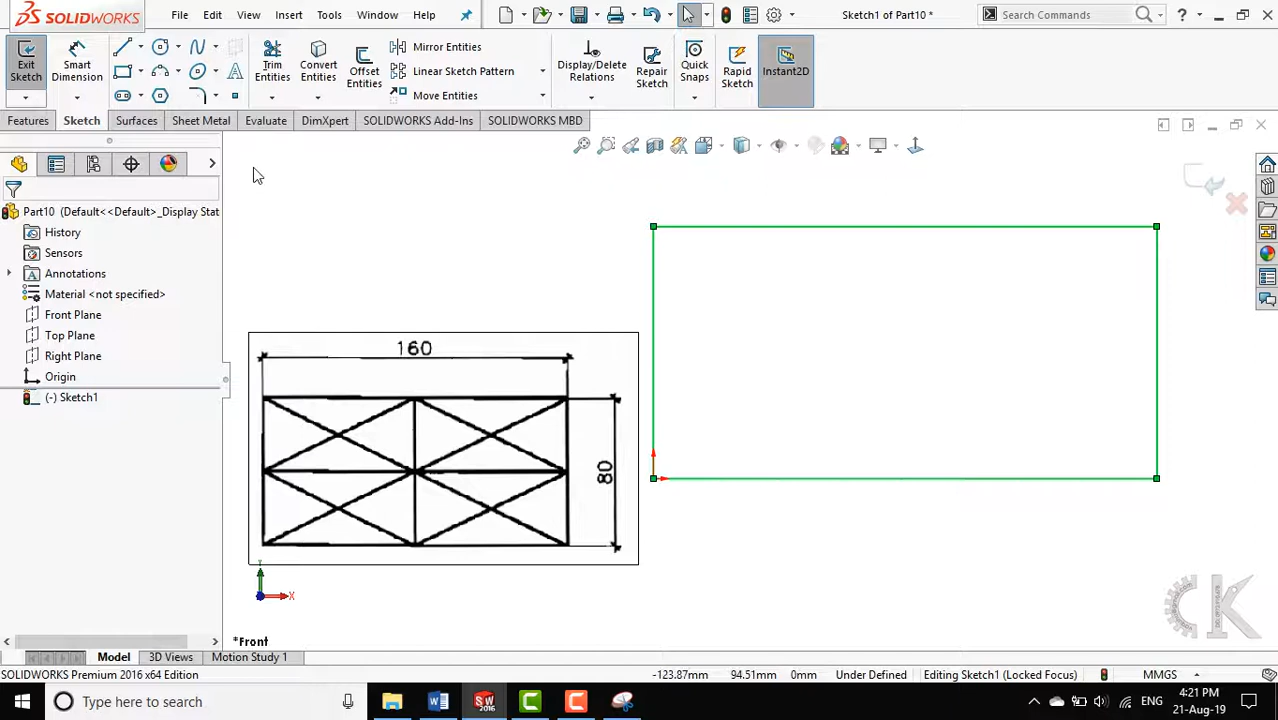 SOLIDWORKS
File
Edit
View
Insert
Tools
Window
Help
Sketch1 of Part10 *
Search Commands
?
Exit Sketch
Smart Dimension
Trim Entities
Convert Entities
Offset Entities
Mirror Entities
Linear Sketch Pattern
Move Entities
Display/Delete Relations
Repair Sketch
Quick Snaps
Rapid Sketch
Instant2D
Features
Sketch
Surfaces
Sheet Metal
Evaluate
DimXpert
SOLIDWORKS Add-Ins
SOLIDWORKS MBD
Part10 (Default<<Default>_Display Stat
History
Sensors
Annotations
Material <not specified>
Front Plane
Top Plane
Right Plane
Origin
(-) Sketch1
160
80
Y
X
*Front
Model
3D Views
Motion Study 1
SOLIDWORKS Premium 2016 x64 Edition
-123.87mm
94.51mm
0mm
Under Defined
Editing Sketch1 (Locked Focus)
MMGS
Type here to search
SW
2016
ENG
4:21 PM
21-Aug-19